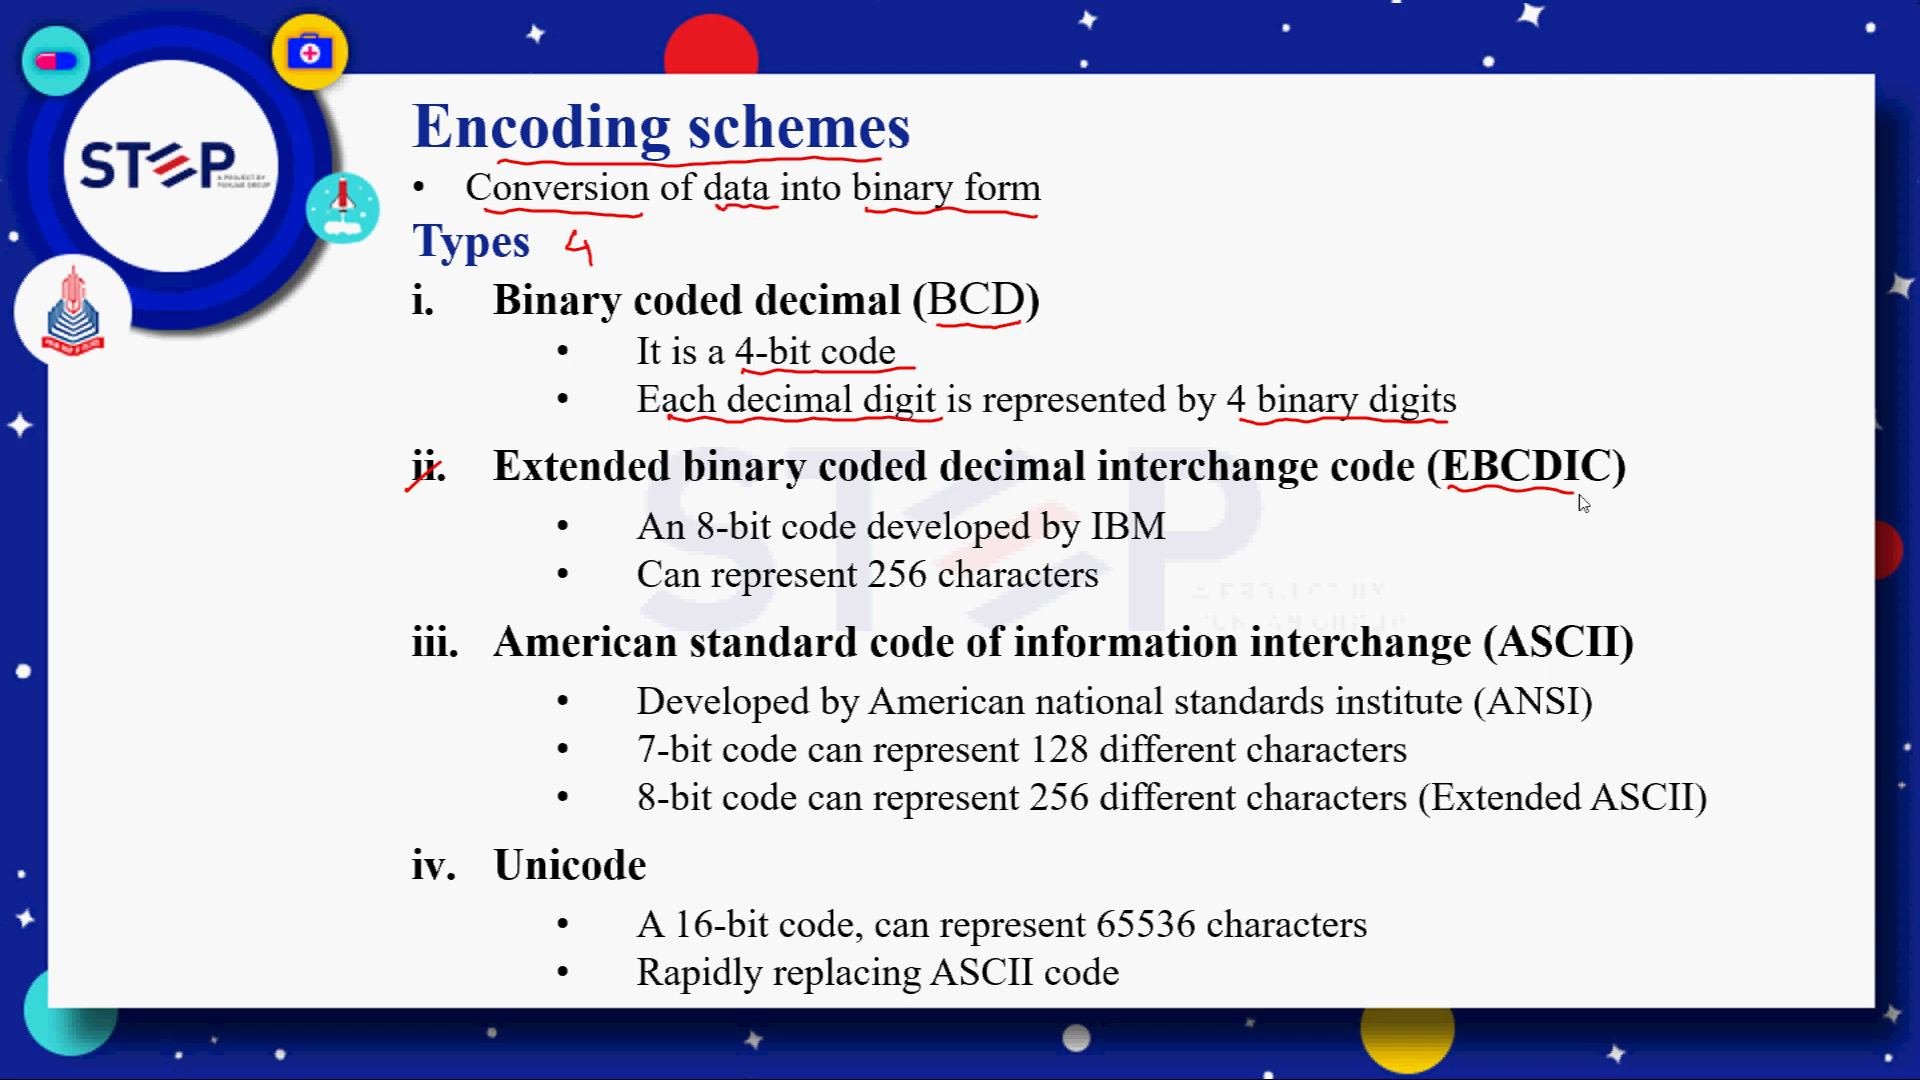 STEP
A PROJECT BY
PUNJAB GROUP
Encoding schemes
• Conversion of data into binary form
Types 4
i. Binary coded decimal (BCD)
• It is a 4-bit code
• Each decimal digit is represented by 4 binary digits
ii. Extended binary coded decimal interchange code (EBCDIC)
• An 8-bit code developed by IBM
• Can represent 256 characters
iii. American standard code of information interchange (ASCII)
• Developed by American national standards institute (ANSI)
• 7-bit code can represent 128 different characters
• 8-bit code can represent 256 different characters (Extended ASCII)
iv. Unicode
• A 16-bit code, can represent 65536 characters
• Rapidly replacing ASCII code